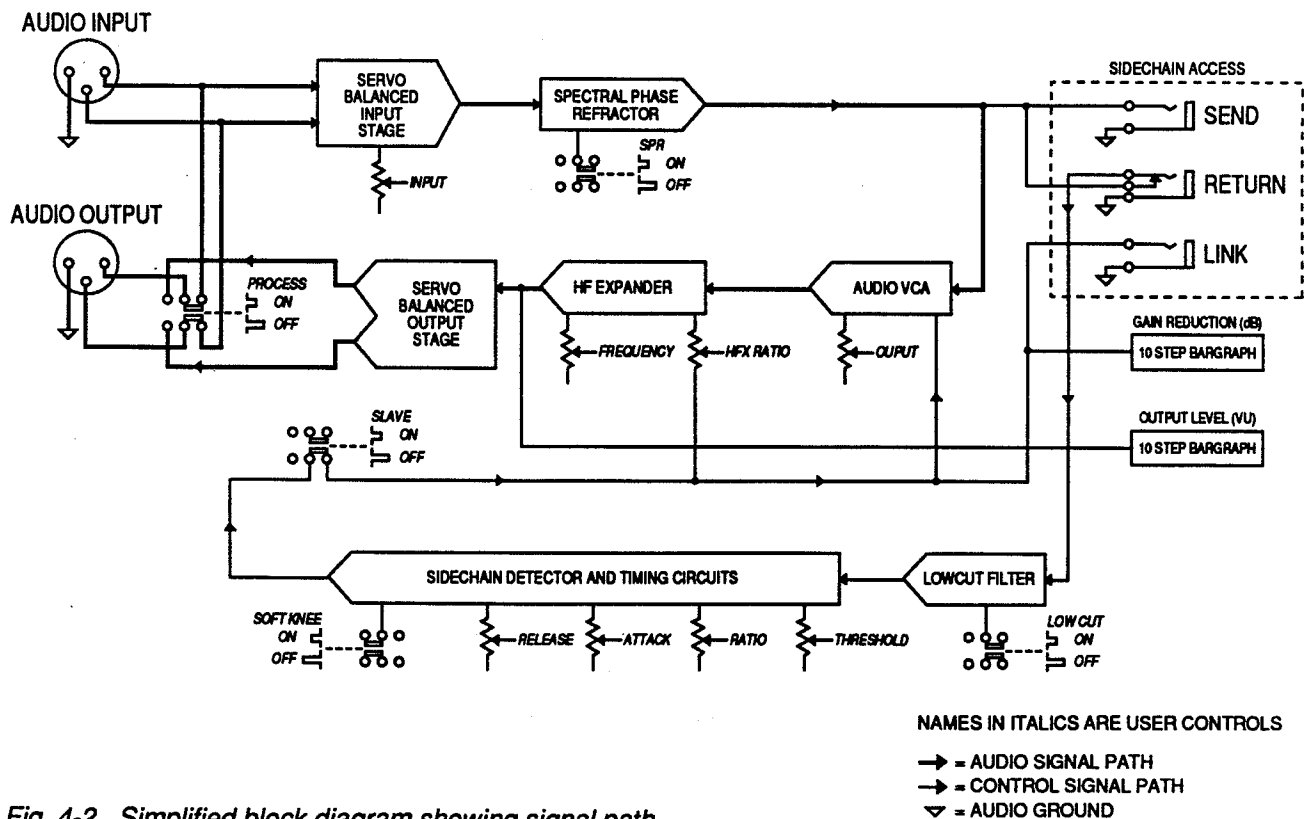 AUDIO INPUT
SERVO
BALANCED
INPUT
STAGE
INPUT
SPECTRAL PHASE
REFRACTOR
SPR
ON
OFF
SIDECHAIN ACCESS
SEND
RETURN
LINK
AUDIO OUTPUT
PROCESS
ON
OFF
SERVO
BALANCED
OUTPUT
STAGE
HF EXPANDER
FREQUENCY
HFX RATIO
AUDIO VCA
OUPUT
GAIN REDUCTION (dB)
10 STEP BARGRAPH
OUTPUT LEVEL (VU)
10 STEP BARGRAPH
SLAVE
ON
OFF
SIDECHAIN DETECTOR AND TIMING CIRCUITS
LOWCUT FILTER
SOFT KNEE
ON
OFF
RELEASE
ATTACK
RATIO
THRESHOLD
LOW CUT
ON
OFF
NAMES IN ITALICS ARE USER CONTROLS
= AUDIO SIGNAL PATH
= CONTROL SIGNAL PATH
= AUDIO GROUND
Fig. 4-2. Simplified block diagram showing signal path